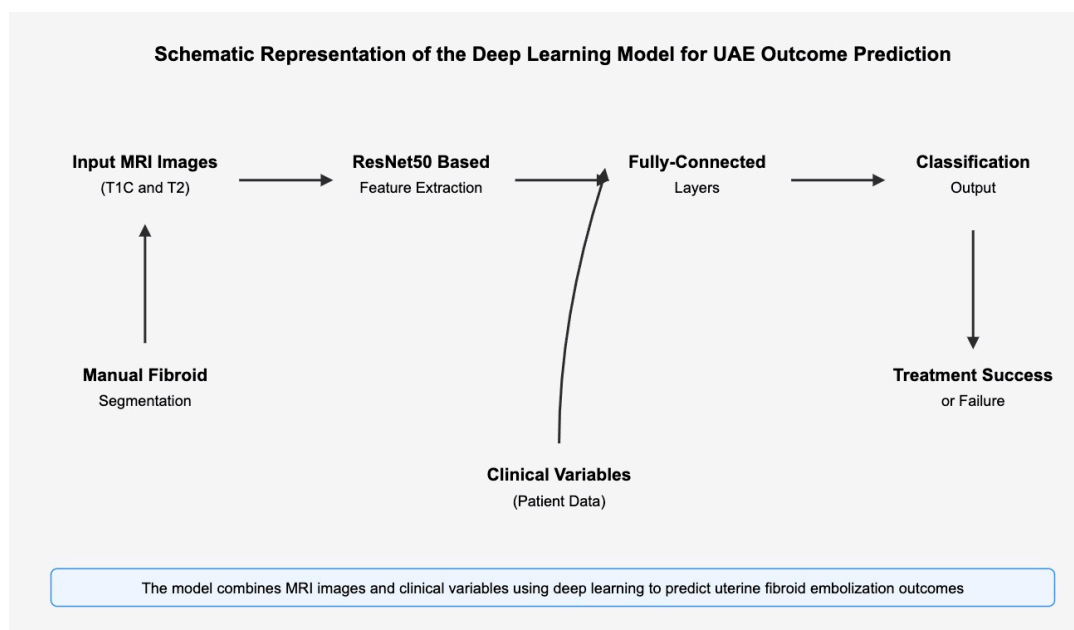 Schematic Representation of the Deep Learning Model for UAE Outcome Prediction
Input MRI Images
(T1C and T2)
ResNet50 Based
Feature Extraction
Fully-Connected
Layers
Classification
Output
Manual Fibroid
Segmentation
Treatment Success
or Failure
Clinical Variables
(Patient Data)
The model combines MRI images and clinical variables using deep learning to predict uterine fibroid embolization outcomes